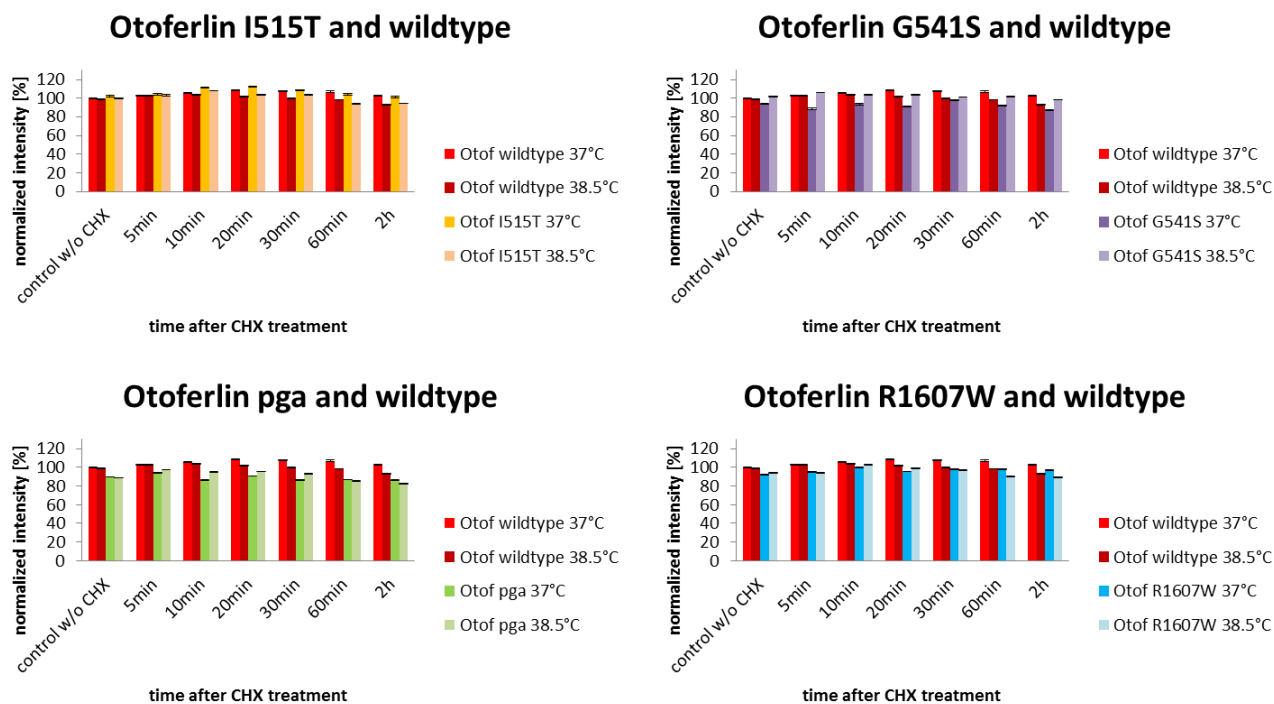 Otoferlin I515T and wildtype
normalized intensity [%]
120
100
80
60
40
20
0
control w/o CHX
5min
10min
20min
30min
60min
2h
time after CHX treatment
Otof wildtype 37°C
Otof wildtype 38.5°C
Otof I515T 37°C
Otof I515T 38.5°C
Otoferlin G541S and wildtype
normalized intensity [%]
120
100
80
60
40
20
0
control w/o CHX
5min
10min
20min
30min
60min
2h
time after CHX treatment
Otof wildtype 37°C
Otof wildtype 38.5°C
Otof G541S 37°C
Otof G541S 38.5°C
Otoferlin pga and wildtype
normalized intensity [%]
120
100
80
60
40
20
0
control w/o CHX
5min
10min
20min
30min
60min
2h
time after CHX treatment
Otof wildtype 37°C
Otof wildtype 38.5°C
Otof pga 37°C
Otof pga 38.5°C
Otoferlin R1607W and wildtype
normalized intensity [%]
120
100
80
60
40
20
0
control w/o CHX
5min
10min
20min
30min
60min
2h
time after CHX treatment
Otof wildtype 37°C
Otof wildtype 38.5°C
Otof R1607W 37°C
Otof R1607W 38.5°C